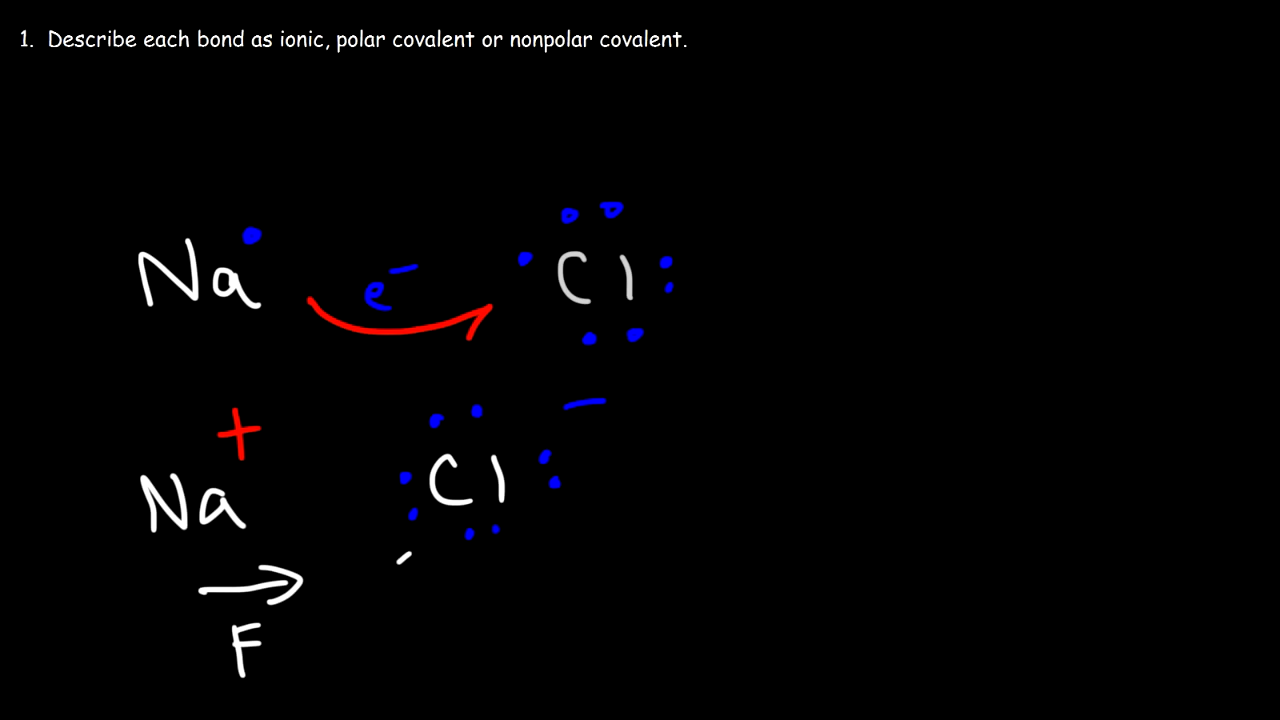 1. Describe each bond as ionic, polar covalent or nonpolar covalent.
Na e⁻ Cl
Na⁺ Cl⁻
F